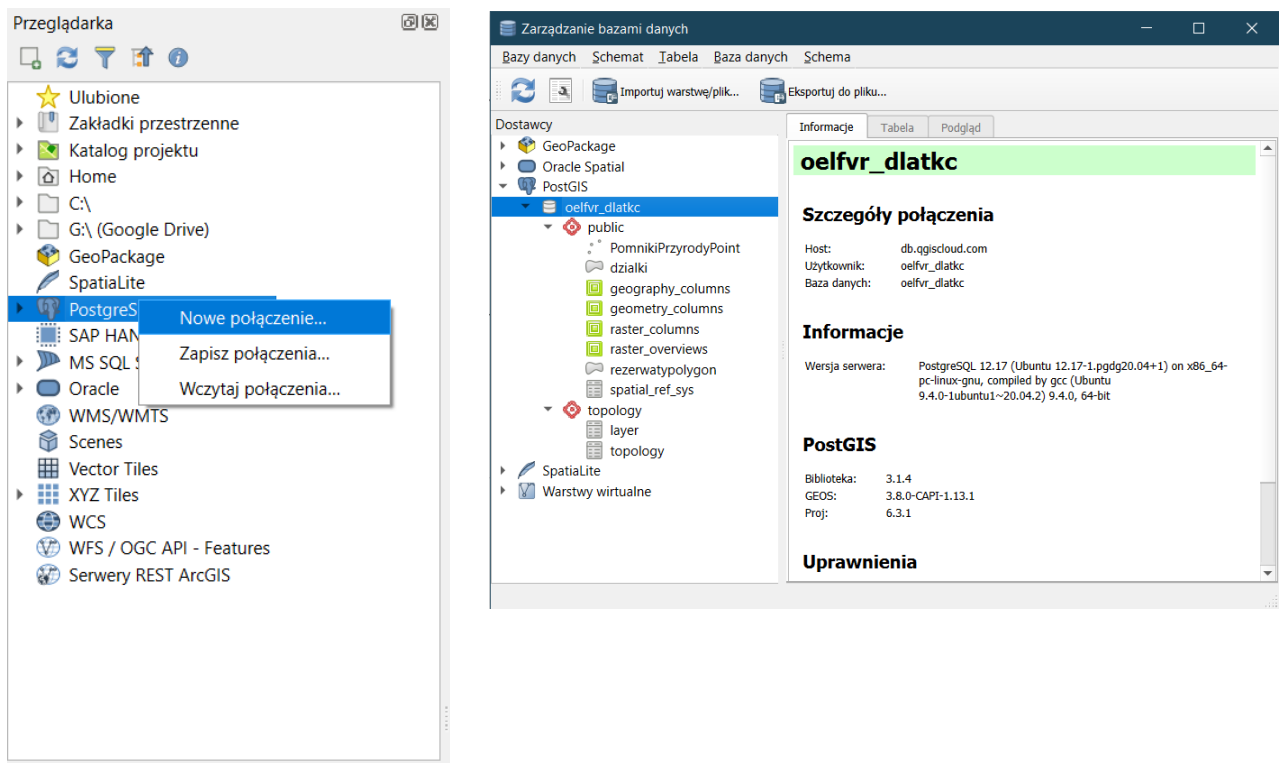 Przeglądarka
Ulubione
Zakładki przestrzenne
Katalog projektu
Home
C:\
G:\ (Google Drive)
GeoPackage
SpatiaLite
PostgreS
Nowe połączenie...
SAP HAN
Zapisz połączenia...
MS SQL S
Oracle
Wczytaj połączenia...
WMS/WMTS
Scenes
Vector Tiles
XYZ Tiles
WCS
WFS / OGC API - Features
Serwery REST ArcGIS
Zarządzanie bazami danych
Bazy danych Schemat Tabela Baza danych Schema
Importuj warstwę/plik... Eksportuj do pliku...
Dostawcy
GeoPackage
Oracle Spatial
PostGIS
oelfvr_dlatkc
public
PomnikiPrzyrodyPoint
dzialki
geography_columns
geometry_columns
raster_columns
raster_overviews
rezerwatypolygon
spatial_ref_sys
topology
layer
topology
SpatiaLite
Warstwy wirtualne
Informacje Tabela Podgląd
oelfvr_dlatkc
Szczegóły połączenia
Host: db.qgiscloud.com
Użytkownik: oelfvr_dlatkc
Baza danych: oelfvr_dlatkc
Informacje
Wersja serwera: PostgreSQL 12.17 (Ubuntu 12.17-1.pgdg20.04+1) on x86_64-
pc-linux-gnu, compiled by gcc (Ubuntu
9.4.0-1ubuntu1~20.04.2) 9.4.0, 64-bit
PostGIS
Biblioteka: 3.1.4
GEOS: 3.8.0-CAPI-1.13.1
Proj: 6.3.1
Uprawnienia